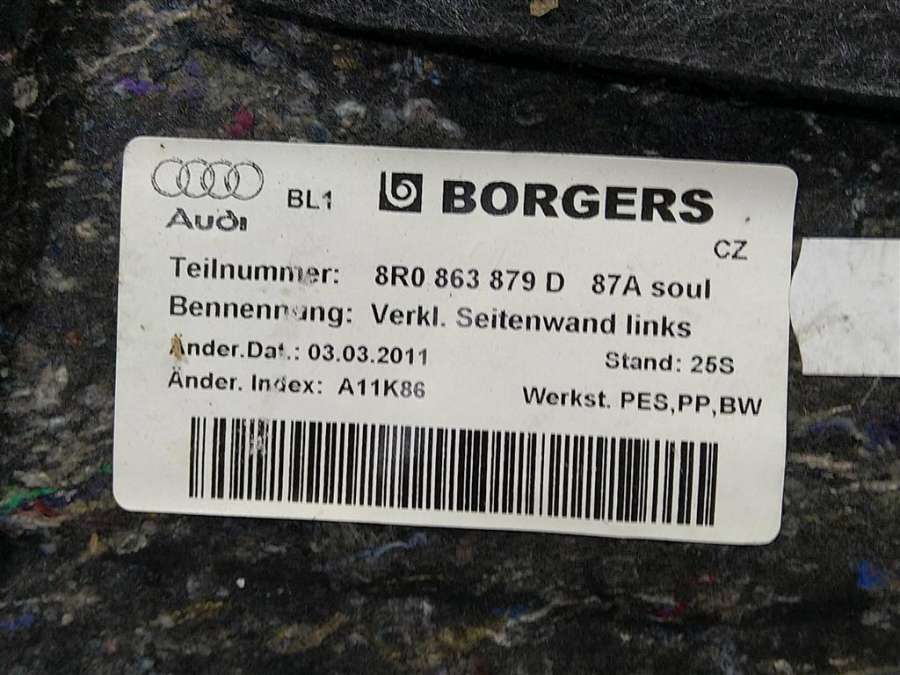 Audi BL1 BORGERS
CZ
Teilnummer: 8R0 863 879 D 87A soul
Bennennung: Verkl. Seitenwand links
Änder.Dat.: 03.03.2011 Stand: 25S
Änder. Index: A11K86 Werkst. PES,PP,BW